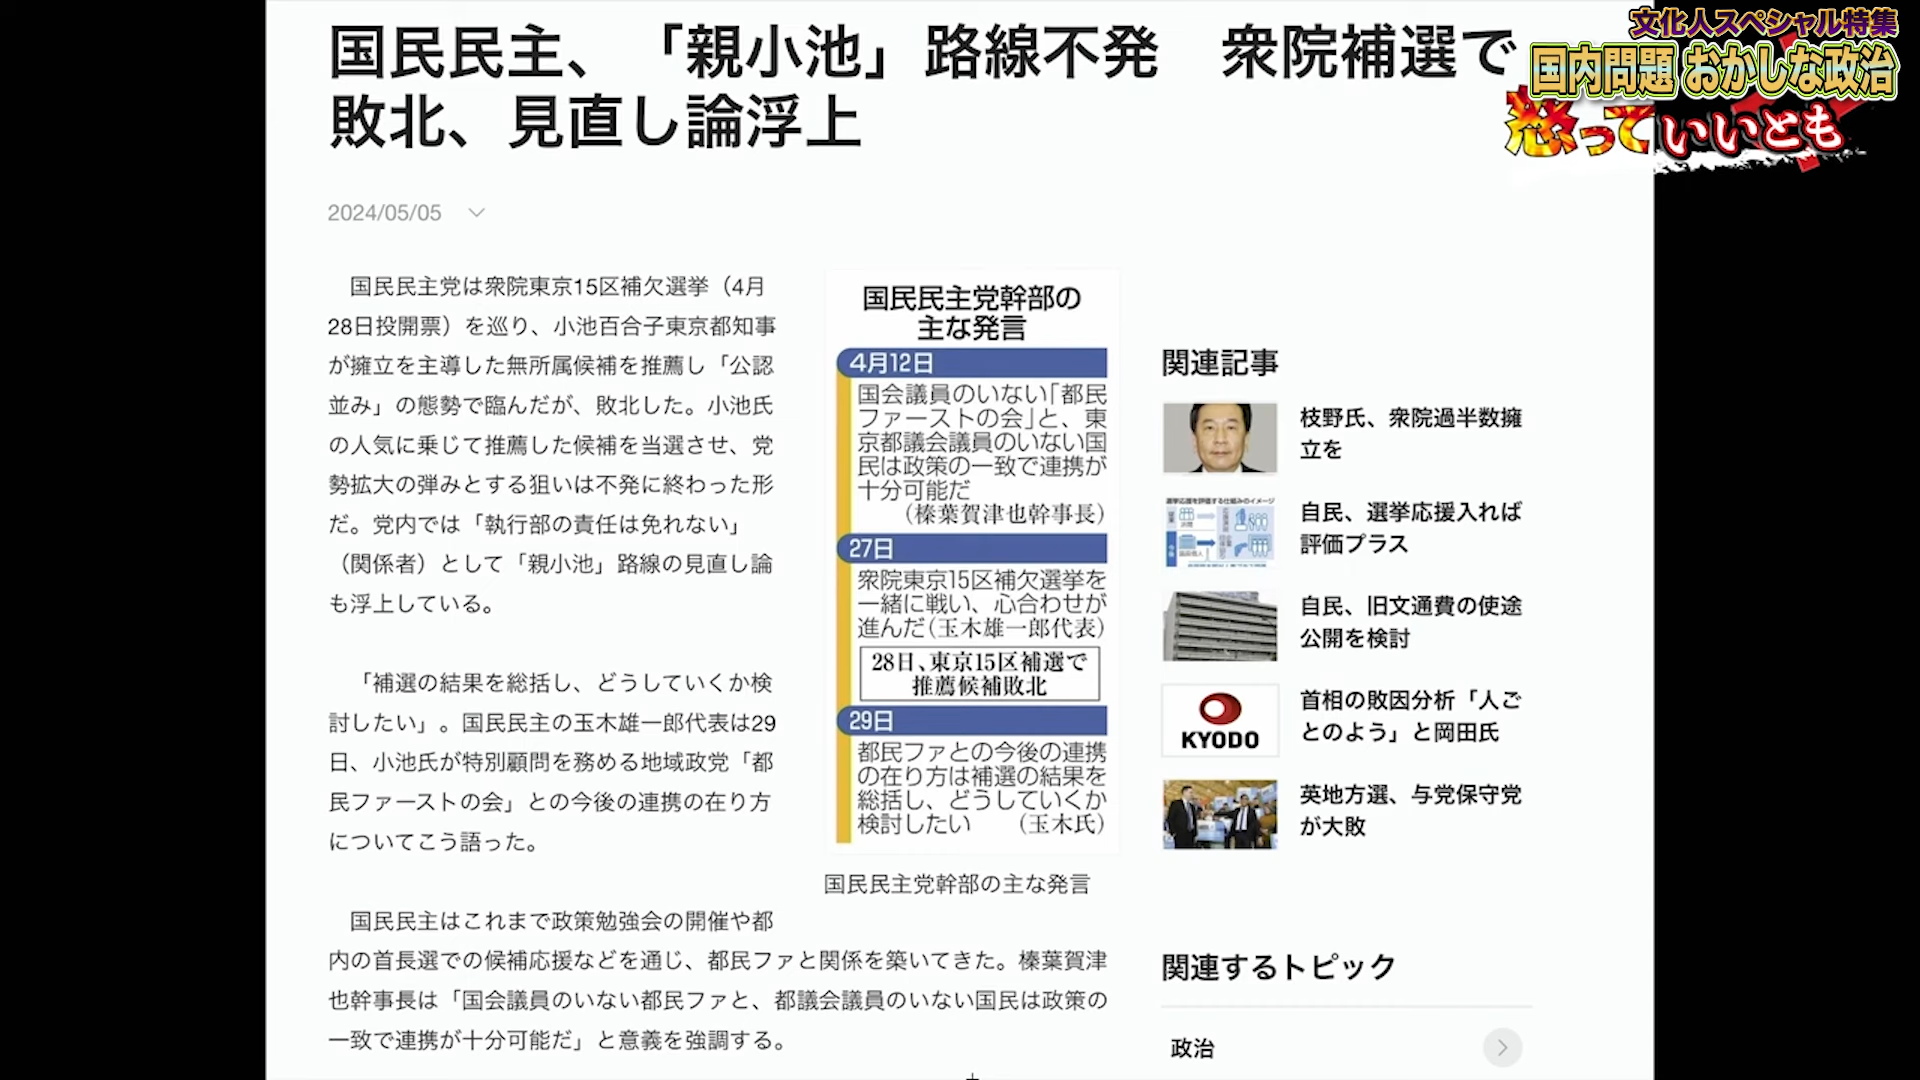 国民民主、「親小池」路線不発　衆院補選で
敗北、見直し論浮上
文化人スペシャル特集
国内問題 おかしな政治
怒っていいとも
2024/05/05
国民民主党は衆院東京15区補欠選挙（4月
28日投開票）を巡り、小池百合子東京都知事
が擁立を主導した無所属候補を推薦し「公認
並み」の態勢で臨んだが、敗北した。小池氏
の人気に乗じて推薦した候補を当選させ、党
勢拡大の弾みとする狙いは不発に終わった形
だ。党内では「執行部の責任は免れない」
（関係者）として「親小池」路線の見直し論
も浮上している。
「補選の結果を総括し、どうしていくか検
討したい」。国民民主の玉木雄一郎代表は29
日、小池氏が特別顧問を務める地域政党「都
民ファーストの会」との今後の連携の在り方
についてこう語った。
国民民主はこれまで政策勉強会の開催や都
内の首長選での候補応援などを通じ、都民ファと関係を築いてきた。榛葉賀津
也幹事長は「国会議員のいない都民ファと、都議会議員のいない国民は政策の
一致で連携が十分可能だ」と意義を強調する。
国民民主党幹部の
主な発言
4月12日
国会議員のいない「都民
ファーストの会」と、東
京都議会議員のいない国
民は政策の一致で連携が
十分可能だ
（榛葉賀津也幹事長）
27日
衆院東京15区補欠選挙を
一緒に戦い、心合わせが
進んだ（玉木雄一郎代表）
28日、東京15区補選で
推薦候補敗北
29日
都民ファとの今後の連携
の在り方は補選の結果を
総括し、どうしていくか
検討したい　（玉木氏）
国民民主党幹部の主な発言
関連記事
枝野氏、衆院過半数擁
立を
選挙応援を評価する仕組みのイメージ
自民、選挙応援入れば
評価プラス
自民、旧文通費の使途
公開を検討
KYODO
首相の敗因分析「人ご
とのよう」と岡田氏
英地方選、与党保守党
が大敗
関連するトピック
政治